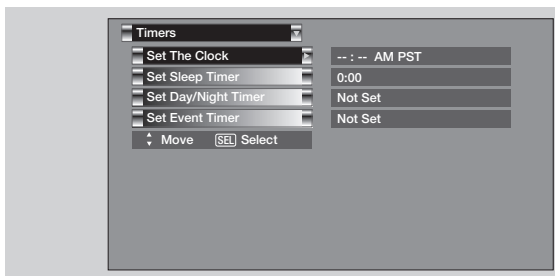 Timers
Set The Clock -- : -- AM PST
Set Sleep Timer 0:00
Set Day/Night Timer Not Set
Set Event Timer Not Set
Move SEL Select